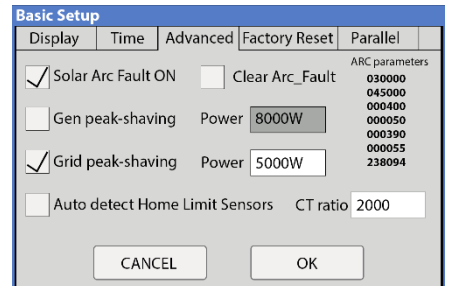 Basic Setup
Display Time Advanced Factory Reset Parallel
ARC parameters
Solar Arc Fault ON Clear Arc_Fault
030000
045000
000400
000050
000390
000055
238094
Gen peak-shaving Power 8000W
Grid peak-shaving Power 5000W
Auto detect Home Limit Sensors CT ratio 2000
CANCEL OK